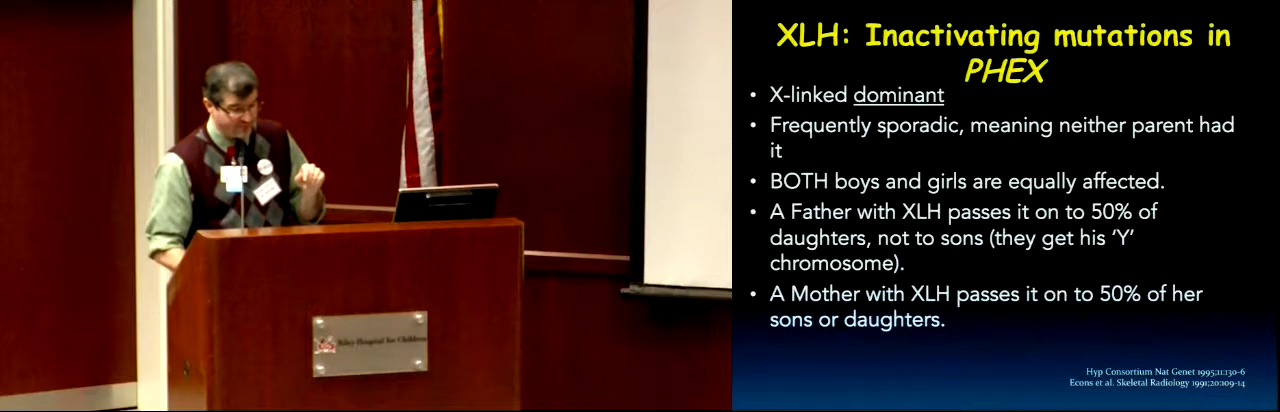 XLH: Inactivating mutations in
PHEX
• X-linked dominant
• Frequently sporadic, meaning neither parent had
it
• BOTH boys and girls are equally affected.
• A Father with XLH passes it on to 50% of
daughters, not to sons (they get his ‘Y’
chromosome).
• A Mother with XLH passes it on to 50% of her
sons or daughters.
Hyp Consortium Nat Genet 1995;11:130-6
Econs et al. Skeletal Radiology 1991;20:109-14
Riley Hospital for Children